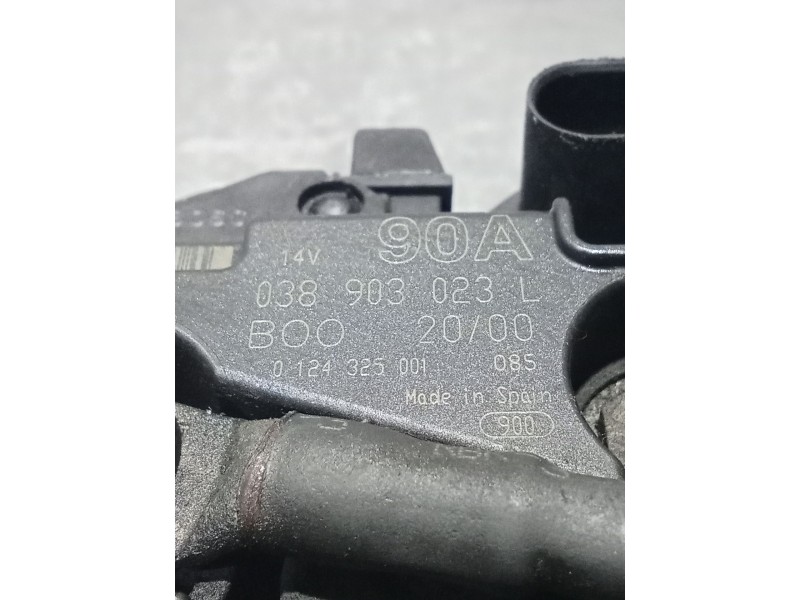 14V 90A
038 903 023 L
BOO 20/00
0 124 325 001 085
Made in Spain
900